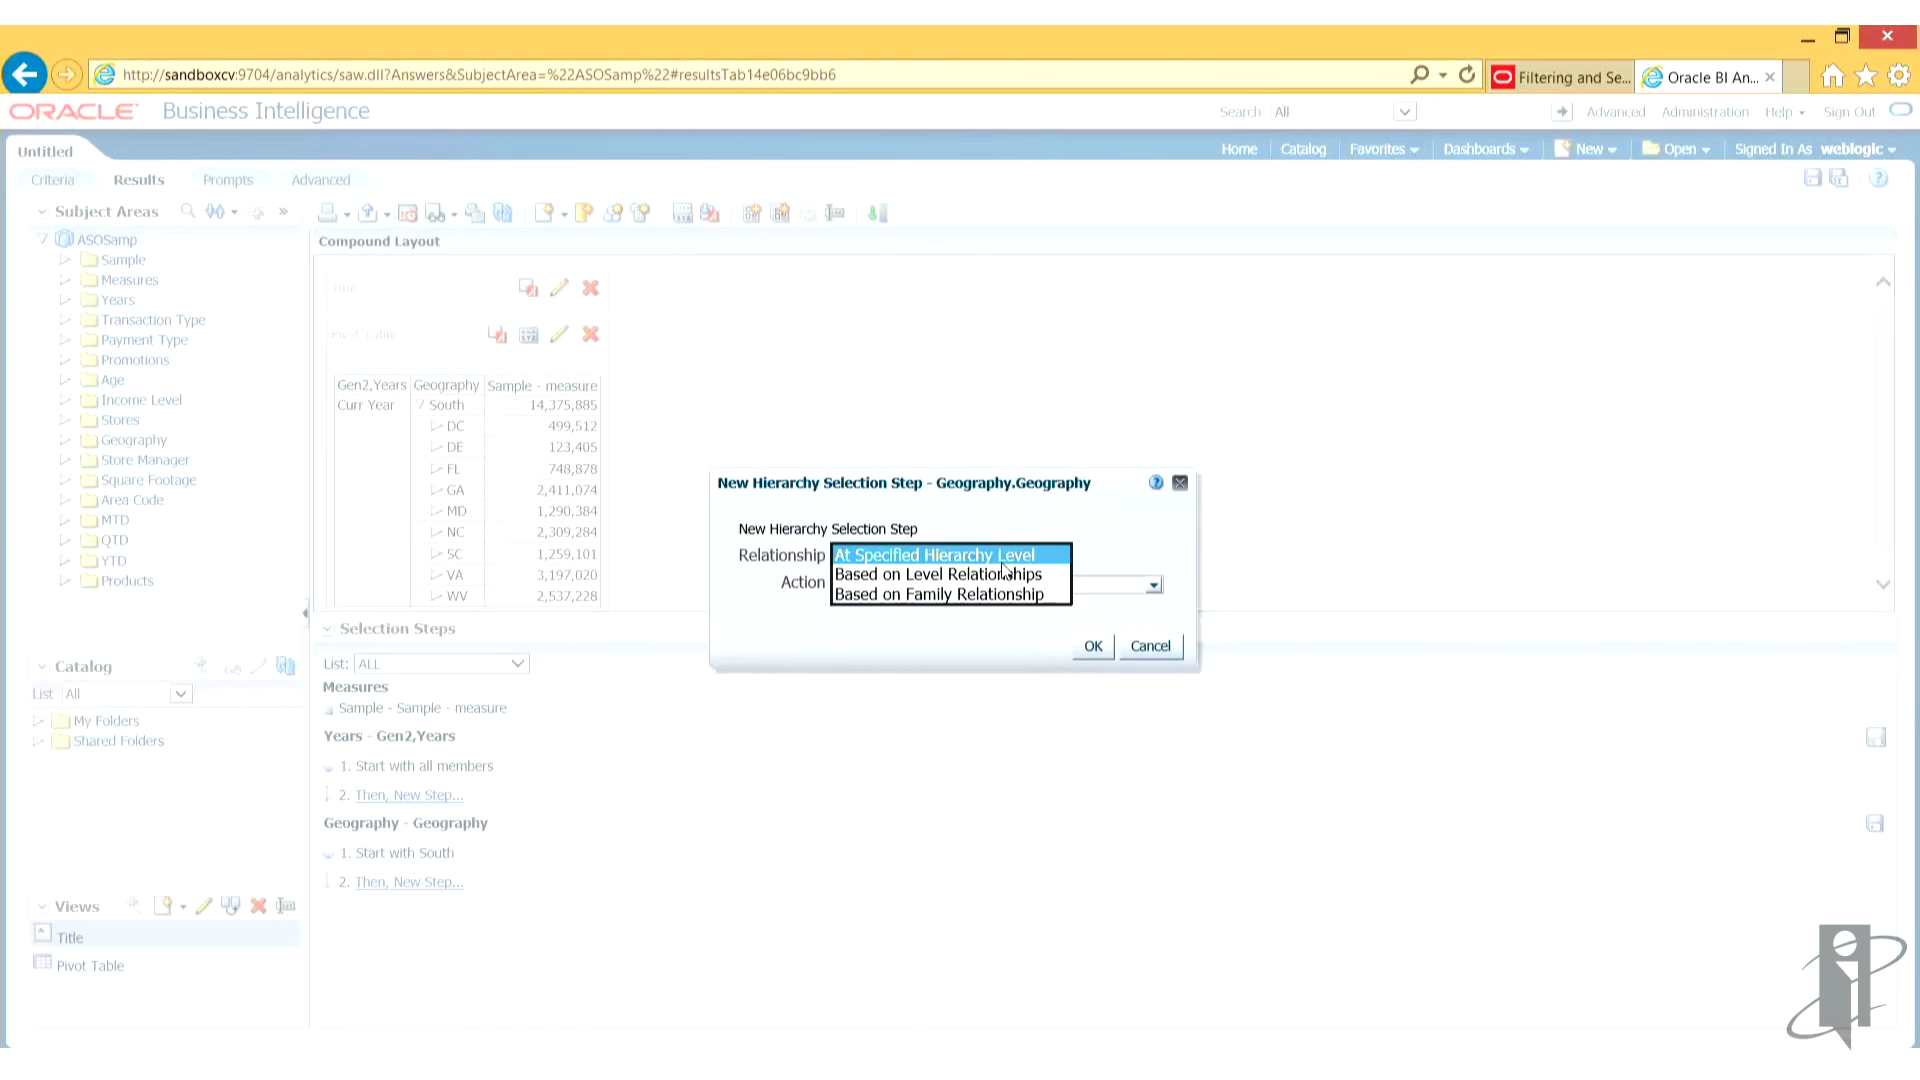 http://sandboxcv:9704/analytics/saw.dll?Answers&SubjectArea=%22ASOSamp%22#resultsTab14e06bc9bb6
Filtering and Se...
Oracle BI An...
ORACLE Business Intelligence
Search All
Advanced Administration Help Sign Out
Untitled
Home Catalog Favorites Dashboards New Open Signed In As weblogic
Criteria Results Prompts Advanced
Subject Areas
ASOSamp
Sample
Measures
Years
Transaction Type
Payment Type
Promotions
Age
Income Level
Stores
Geography
Store Manager
Square Footage
Area Code
MTD
QTD
YTD
Products
Catalog
List All
My Folders
Shared Folders
Views
Title
Pivot Table
Compound Layout
Title
Pivot Table
Gen2,Years Geography Sample - measure
Curr Year South 14,375,885
DC 499,512
DE 123,405
FL 748,878
GA 2,411,074
MD 1,290,384
NC 2,309,284
SC 1,259,101
VA 3,197,020
WV 2,537,228
Selection Steps
List: ALL
Measures
Sample - Sample - measure
Years - Gen2,Years
1. Start with all members
2. Then, New Step...
Geography - Geography
1. Start with South
2. Then, New Step...
New Hierarchy Selection Step - Geography.Geography
New Hierarchy Selection Step
Relationship At Specified Hierarchy Level
Based on Level Relationships
Based on Family Relationship
Action
OK Cancel